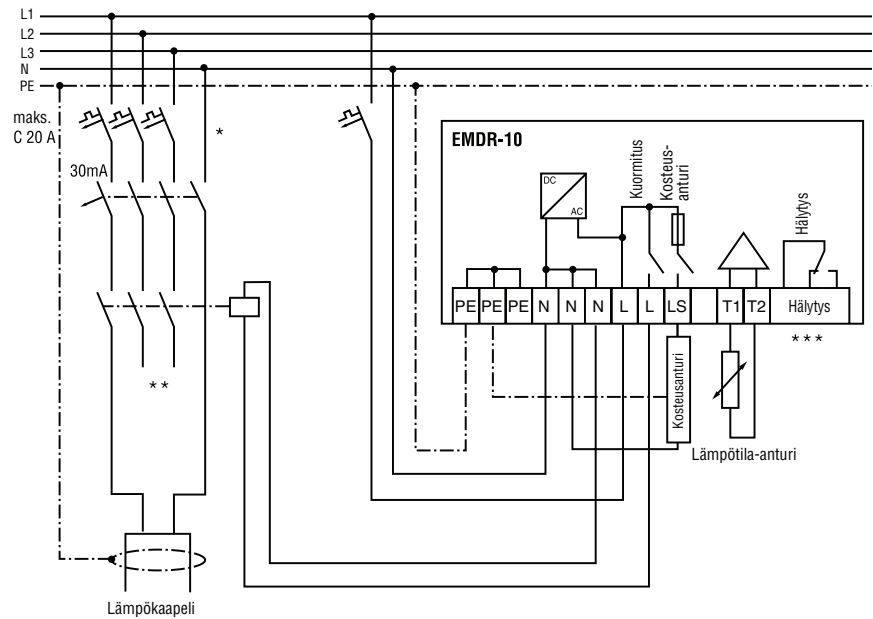 L1
L2
L3
N
PE
maks.
C 20 A
*
30mA
* *
Lämpökaapeli
EMDR-10
DC
AC
Kuormitus
Kosteus-
anturi
Hälytys
PE PE PE N N N L L LS T1 T2 Hälytys
* * *
Kosteusanturi
Lämpötila-anturi